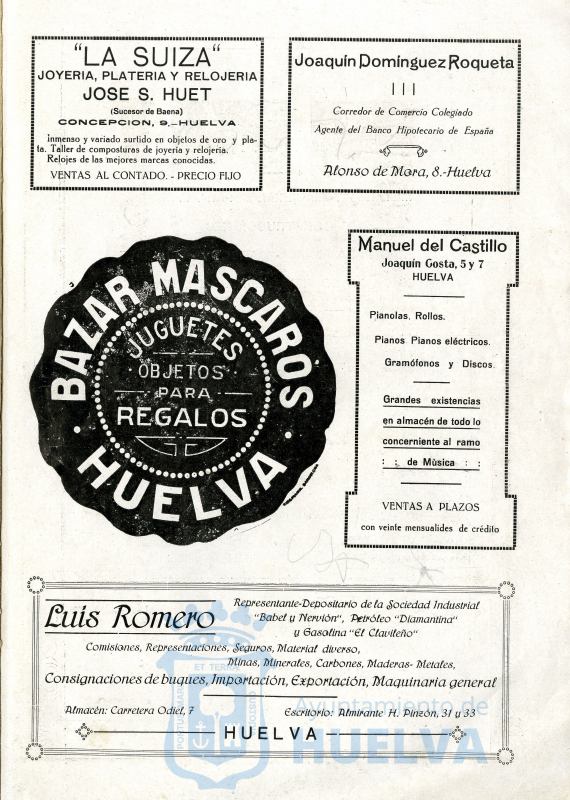 "LA SUIZA"
JOYERIA, PLATERIA Y RELOJERIA
JOSE S. HUET
(Sucesor de Baena)
CONCEPCION, 9.-HUELVA
Inmenso y variado surtido en objetos de oro y pla-
ta. Taller de composturas de joyería y relojería.
Relojes de las mejores marcas conocidas.
VENTAS AL CONTADO. - PRECIO FIJO
Joaquín Domínguez Roqueta
Corredor de Comercio Colegiado
Agente del Banco Hipotecario de España
Alonso de Mora, 8.-Huelva
BAZAR MASCAROS
JUGUETES
OBJETOS
PARA
REGALOS
HUELVA
Manuel del Castillo
Joaquín Costa, 5 y 7
HUELVA
Pianolas, Rollos.
Pianos, Pianos eléctricos.
Gramófonos y Discos.
Grandes existencias
en almacén de todo lo
concerniente al ramo
: : de Mùsica : :
VENTAS A PLAZOS
con veinte mensualides de crédito
Luis Romero
Representante-Depositario de la Sociedad Industrial
"Babel y Nervión", Petróleo "Diamantina"
y Gasolina "El Clavileño"
Comisiones, Representaciones, Seguros, Material diverso,
Minas, Minerales, Carbones, Maderas- Metales,
Consignaciones de buques, Importación, Exportación, Maquinaria general
Almacén: Carretera Odiel, 7
Escritorio: Almirante H. Pinzón, 31 y 33
HUELVA
PORTUS MARIS ET TERRE CUSTODIA
Ayuntamiento de
HUELVA